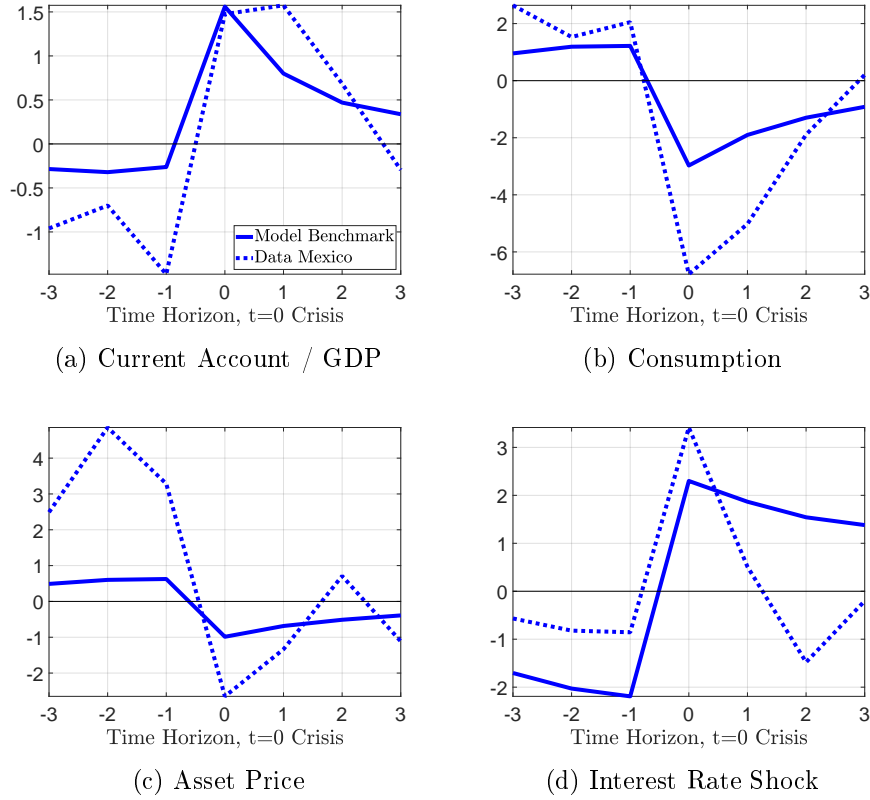 1.5
1
0.5
0
-0.5
-1
Model Benchmark
Data Mexico
-3 -2 -1 0 1 2 3
Time Horizon, t=0 Crisis
(a) Current Account / GDP
2
0
-2
-4
-6
-3 -2 -1 0 1 2 3
Time Horizon, t=0 Crisis
(b) Consumption
4
3
2
1
0
-1
-2
-3 -2 -1 0 1 2 3
Time Horizon, t=0 Crisis
(c) Asset Price
3
2
1
0
-1
-2
-3 -2 -1 0 1 2 3
Time Horizon, t=0 Crisis
(d) Interest Rate Shock